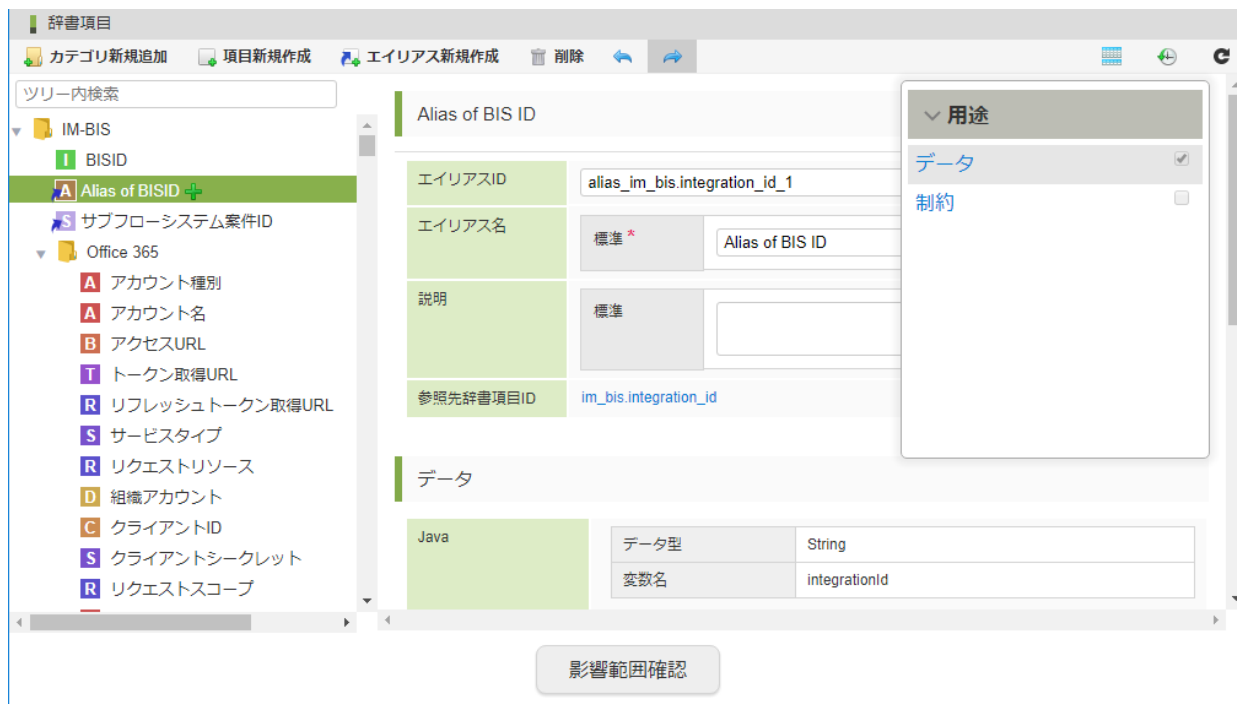 辞書項目
カテゴリ新規追加 項目新規作成 エイリアス新規作成 削除
ツリー内検索
IM-BIS
I BISID
A Alias of BISID
S サブフローシステム案件ID
Office 365
A アカウント種別
A アカウント名
B アクセスURL
T トークン取得URL
R リフレッシュトークン取得URL
S サービスタイプ
R リクエストリソース
D 組織アカウント
C クライアントID
S クライアントシークレット
R リクエストスコープ
Alias of BIS ID
エイリアスID alias_im_bis.integration_id_1
エイリアス名 標準 * Alias of BIS ID
説明 標準
参照先辞書項目ID im_bis.integration_id
データ
Java データ型 String
変数名 integrationId
用途
データ
制約
影響範囲確認